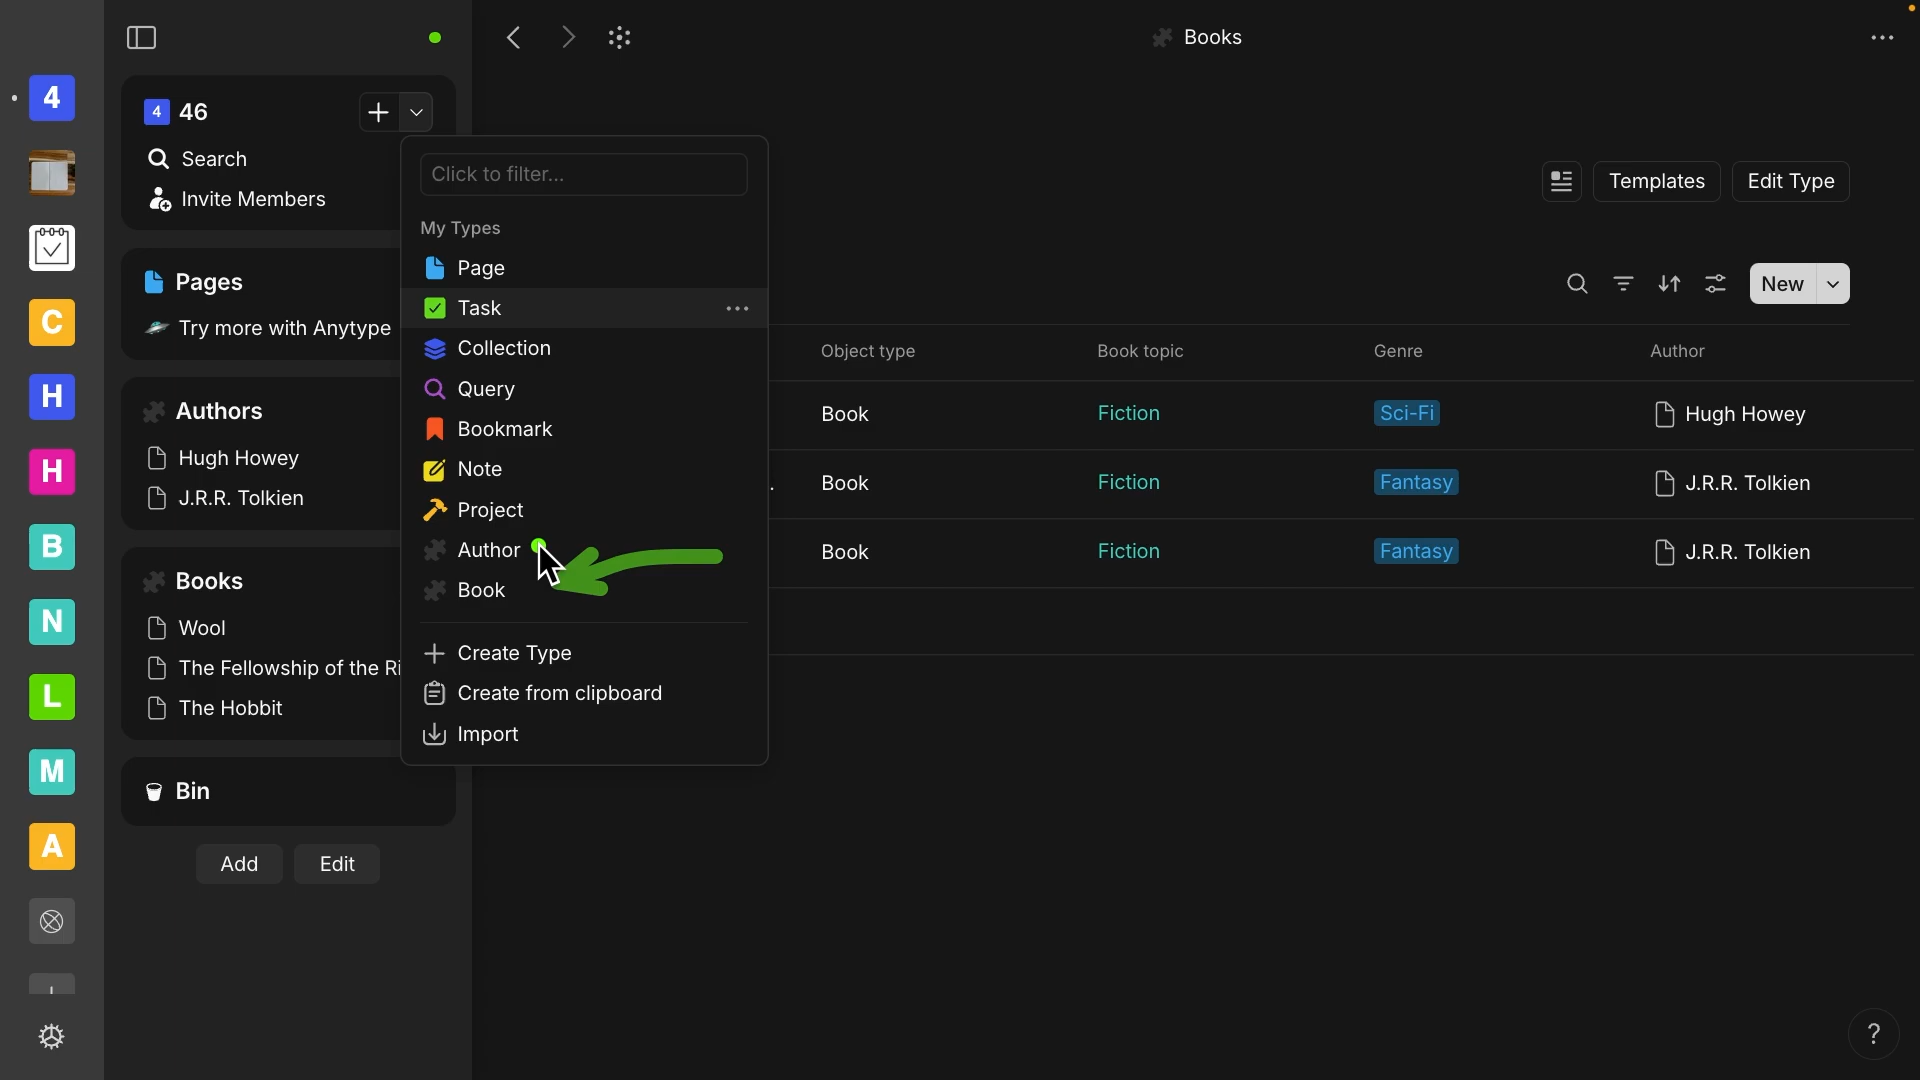 Books
4
4 46
Search
Invite Members
Click to filter...
My Types
Page
Task
Collection
Query
Bookmark
Note
Project
Author
Book
Create Type
Create from clipboard
Import
Pages
Try more with Anytype
Authors
Hugh Howey
J.R.R. Tolkien
Books
Wool
The Fellowship of the Ri
The Hobbit
Bin
Add Edit
C
H
H
B
N
L
M
A
Templates Edit Type
New
Object type Book topic Genre Author
Book Fiction Sci-Fi Hugh Howey
. Book Fiction Fantasy J.R.R. Tolkien
Book Fiction Fantasy J.R.R. Tolkien
?